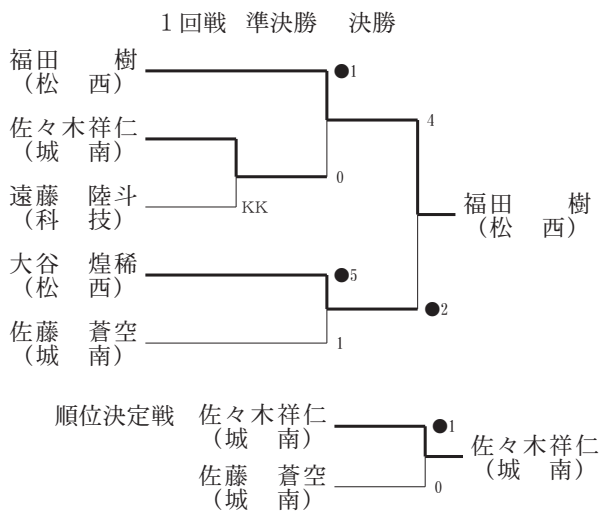 1回戦 準決勝 決勝
福田 樹
（松 西）
●1
佐々木祥仁
（城 南）
4
0
遠藤 陸斗
（科 技）
KK
福田 樹
（松 西）
大谷 煌稀
（松 西）
●5
●2
佐藤 蒼空
（城 南）
1
順位決定戦 佐々木祥仁
（城 南）
●1
佐々木祥仁
（城 南）
佐藤 蒼空
（城 南）
0